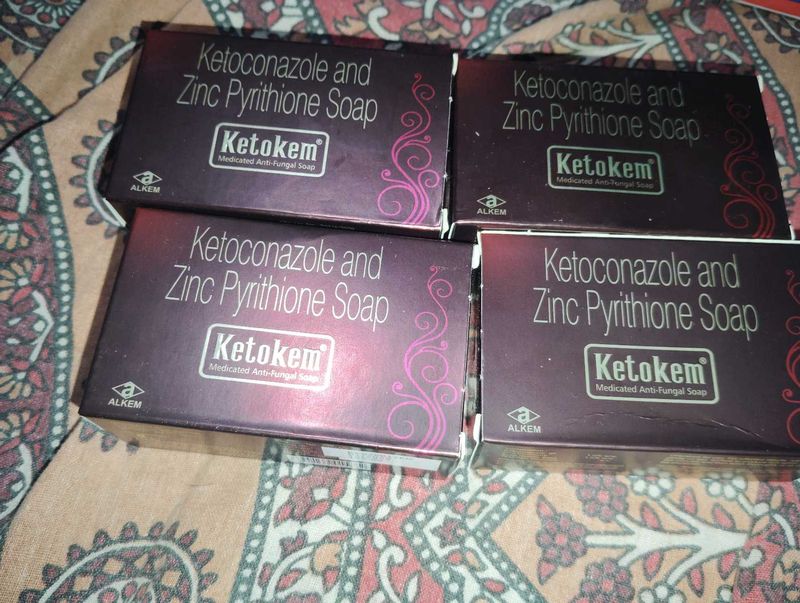 Ketoconazole and
Zinc Pyrithione Soap
Ketokem®
Medicated Anti-Fungal Soap
a
ALKEM
Ketoconazole and
Zinc Pyrithione Soap
Ketokem®
Medicated Anti-Fungal Soap
a
ALKEM
Ketoconazole and
Zinc Pyrithione Soap
Ketokem®
Medicated Anti-Fungal Soap
a
ALKEM
Ketoconazole and
Zinc Pyrithione Soap
Ketokem®
Medicated Anti-Fungal Soap
a
ALKEM